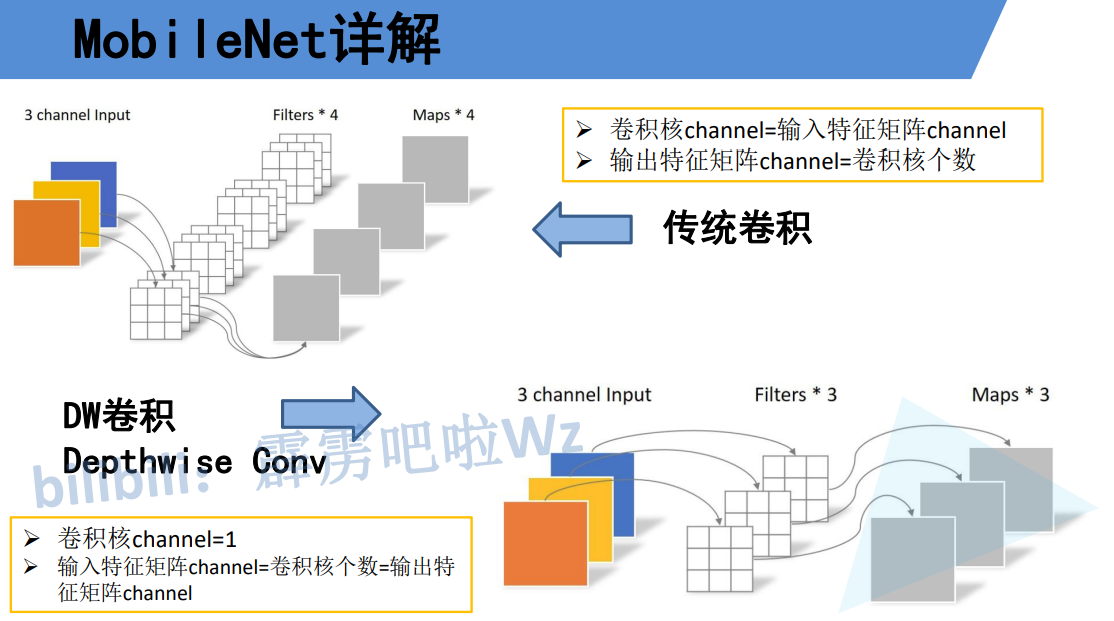 MobileNet详解
3 channel Input
Filters * 4
Maps * 4
➢ 卷积核channel=输入特征矩阵channel
➢ 输出特征矩阵channel=卷积核个数
传统卷积
DW卷积
Depthwise Conv
bilibili: 霹雳吧啦Wz
3 channel Input
Filters * 3
Maps * 3
➢ 卷积核channel=1
➢ 输入特征矩阵channel=卷积核个数=输出特
征矩阵channel